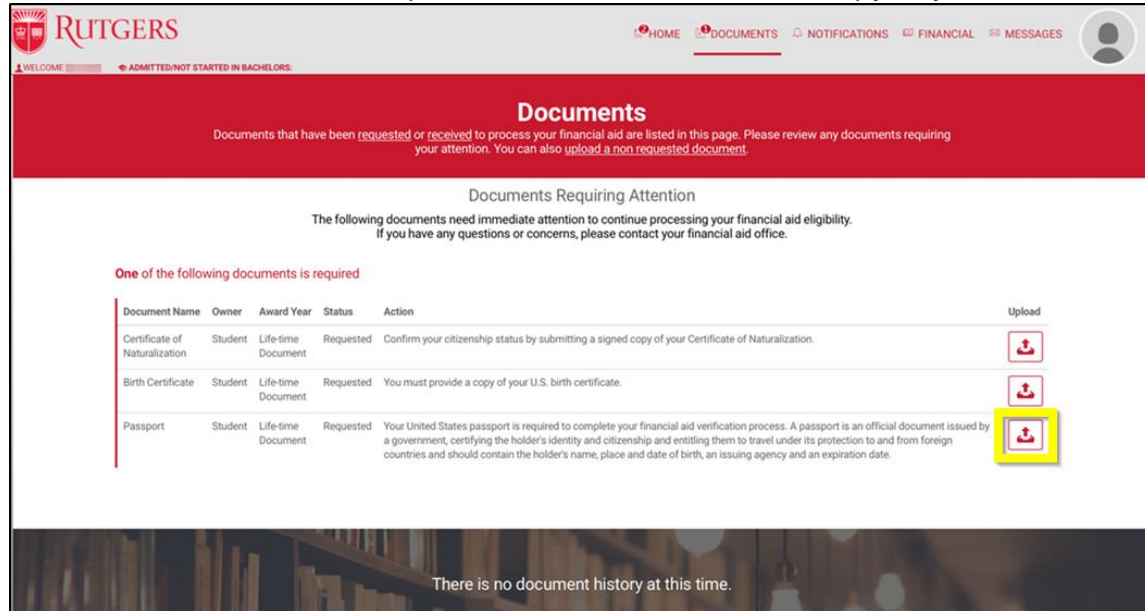 RUTGERS
HOME DOCUMENTS NOTIFICATIONS FINANCIAL MESSAGES
WELCOME ADMITTED/NOT STARTED IN BACHELORS:
Documents
Documents that have been requested or received to process your financial aid are listed in this page. Please review any documents requiring
your attention. You can also upload a non requested document.
Documents Requiring Attention
The following documents need immediate attention to continue processing your financial aid eligibility.
If you have any questions or concerns, please contact your financial aid office.
One of the following documents is required
Document Name Owner Award Year Status Action Upload
Certificate of Student Life-time Requested Confirm your citizenship status by submitting a signed copy of your Certificate of Naturalization.
Naturalization Document
Birth Certificate Student Life-time Requested You must provide a copy of your U.S. birth certificate.
Document
Passport Student Life-time Requested Your United States passport is required to complete your financial aid verification process. A passport is an official document issued by
Document a government, certifying the holder's identity and citizenship and entitling them to travel under its protection to and from foreign
countries and should contain the holder's name, place and date of birth, an issuing agency and an expiration date.
There is no document history at this time.